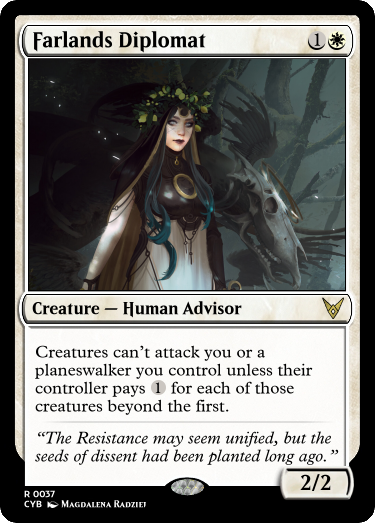 Farlands Diplomat 1
Creature — Human Advisor
Creatures can't attack you or a
planeswalker you control unless their
controller pays 1 for each of those
creatures beyond the first.
“The Resistance may seem unified, but the
seeds of dissent had been planted long ago.”
2/2
R 0037
CYB Magdalena Radziej